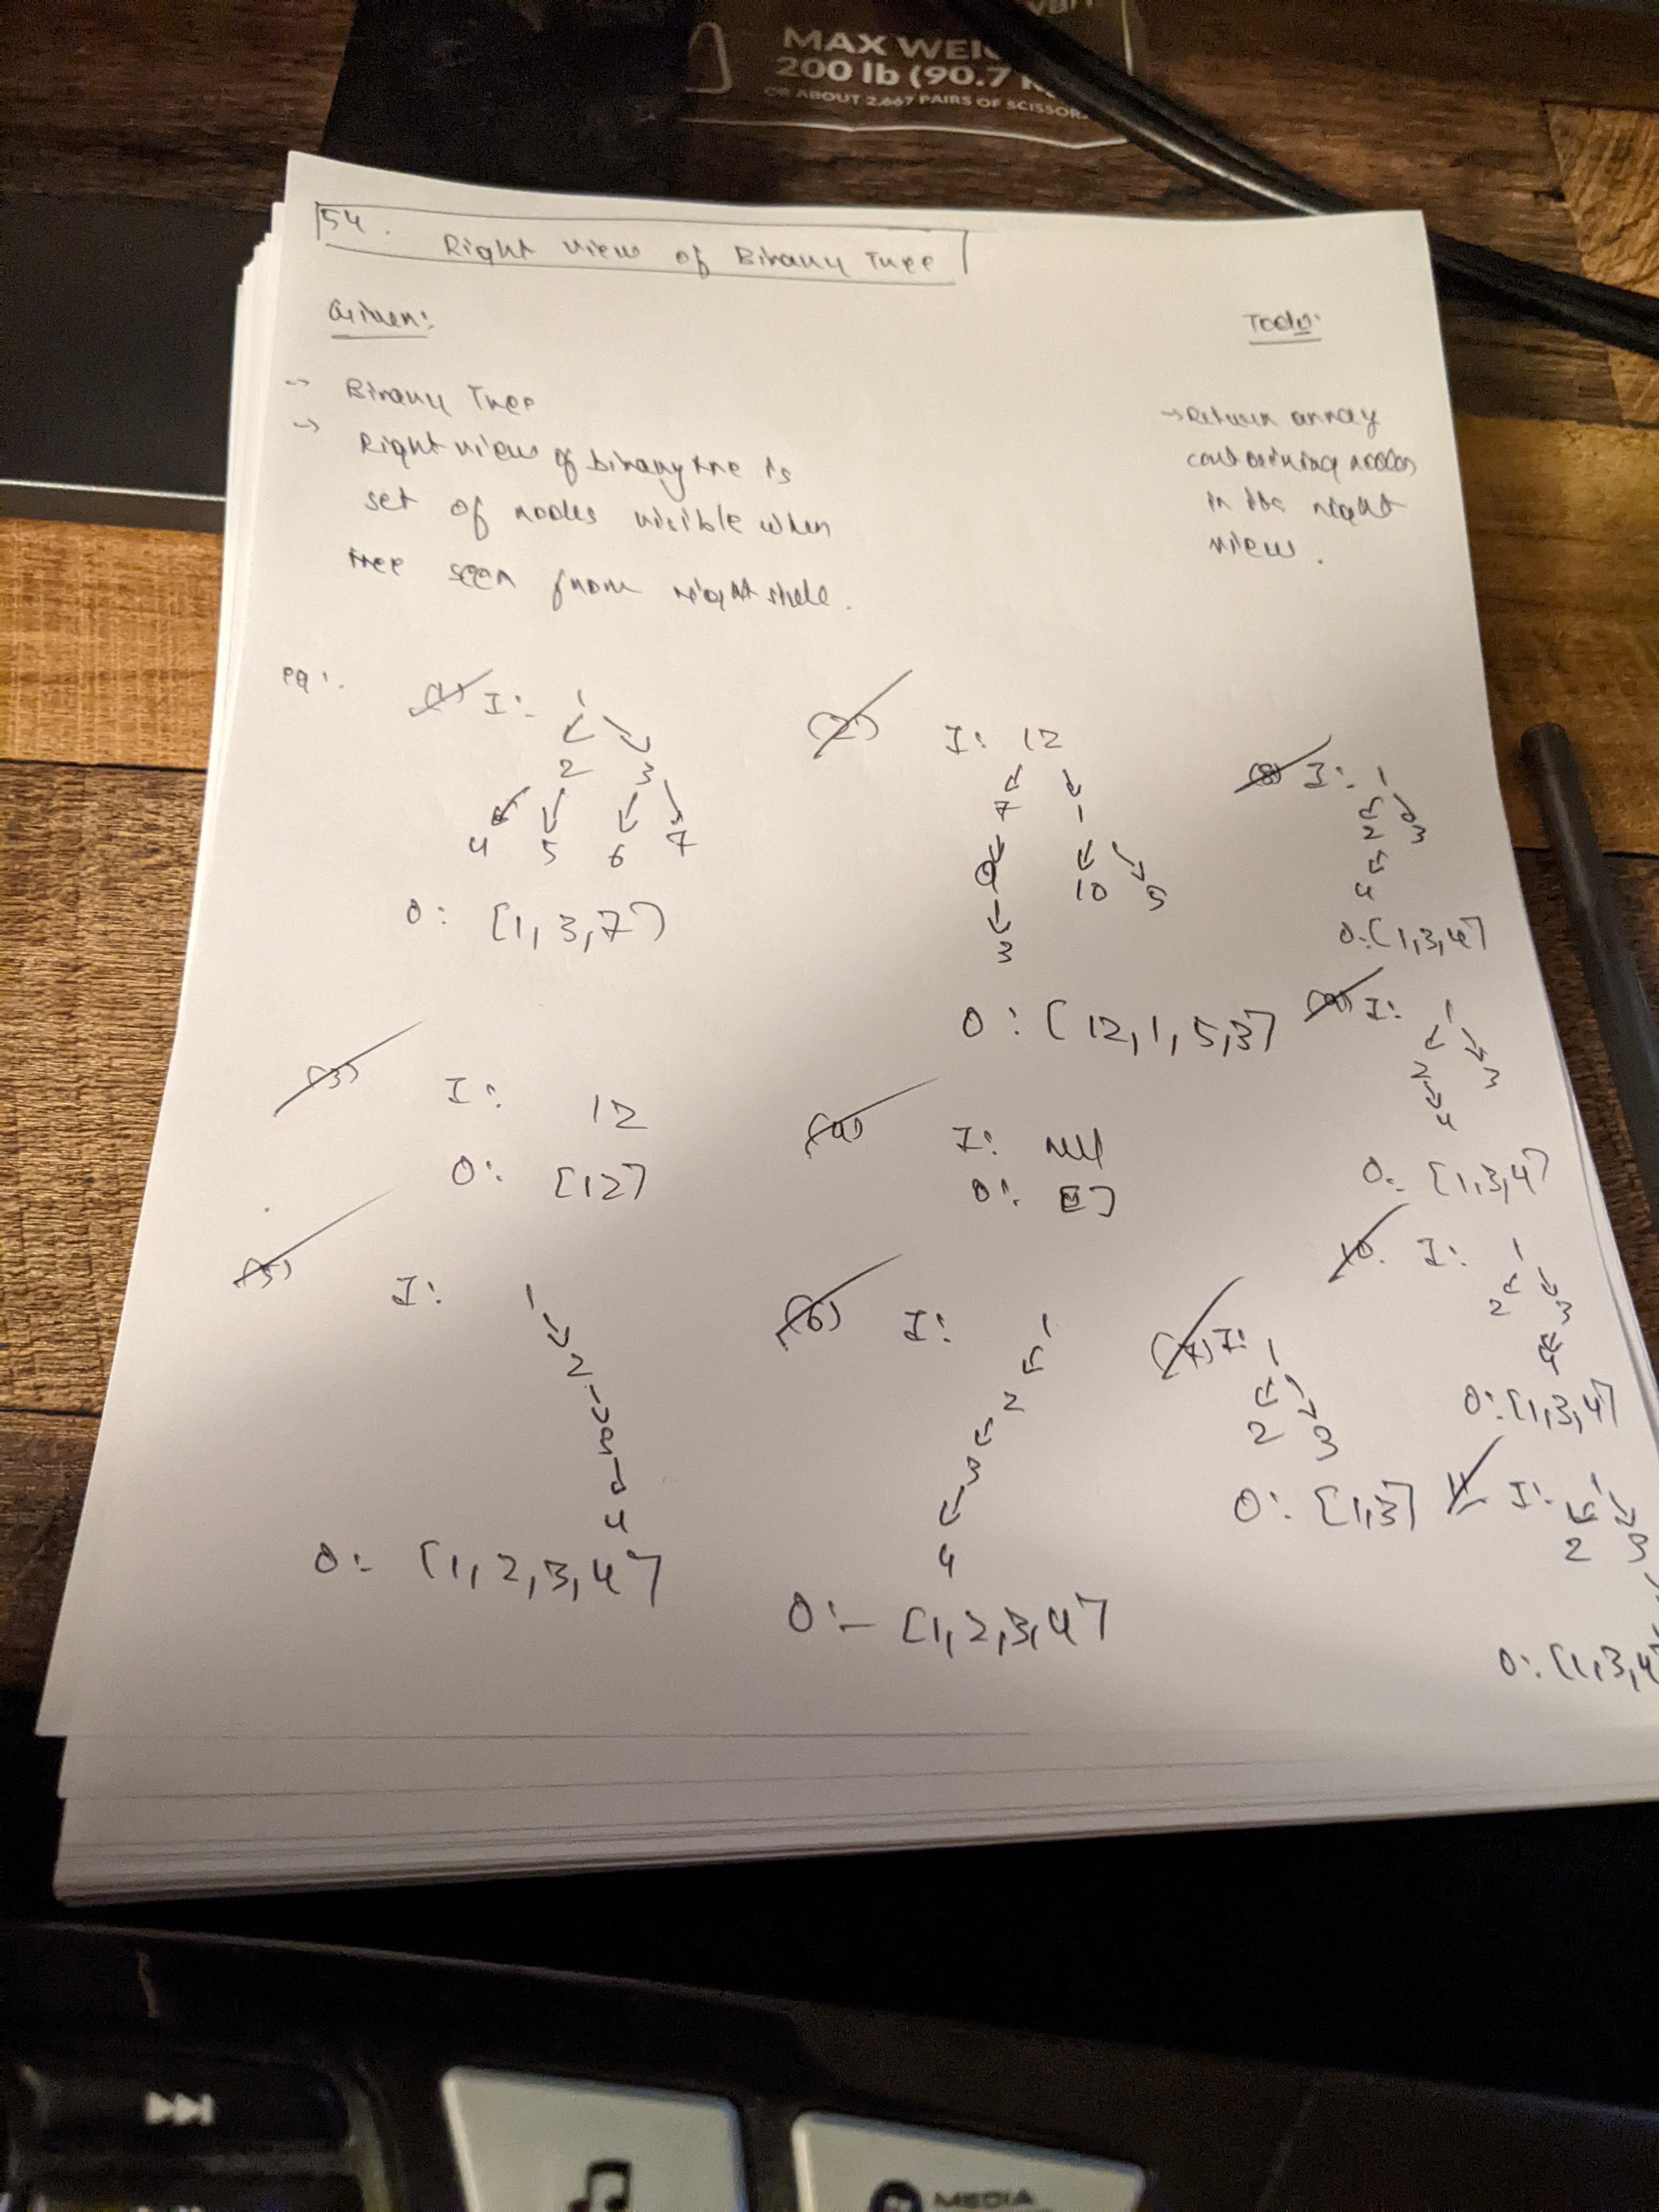 MAX WEI
200 lb (90.7 K
OR ABOUT 2,667 PAIRS OF SCISSOR
54.
Right view of Binary Tree
Given:
Todo:
-> Binary Tree
-> Right view of binary tree is
set of nodes visible when
tree seen from right side.
-> Return array
containing nodes
in its right
view.
eg:
(1) I:- 1
2 3
4 5 6 7
O: [1,3,7]
(2) I: 12
7 1
9 10 5
3
O: [12,1,5,3]
(8) I: 1
2 3
4
O: [1,3,4]
(9) I: 1
2 3
4
O: [1,3,4]
(3) I: 12
O: [12]
(4) I: Null
O: []
(5) I: 1
2
3
4
O: [1,2,3,4]
(6) I: 1
2
3
4
O:- [1,2,3,4]
(7) I: 1
2 3
O: [1,3]
10. I: 1
2 3
4
O: [1,3,4]
11. I: 1
2 3
O: [1,3,4
MEDIA